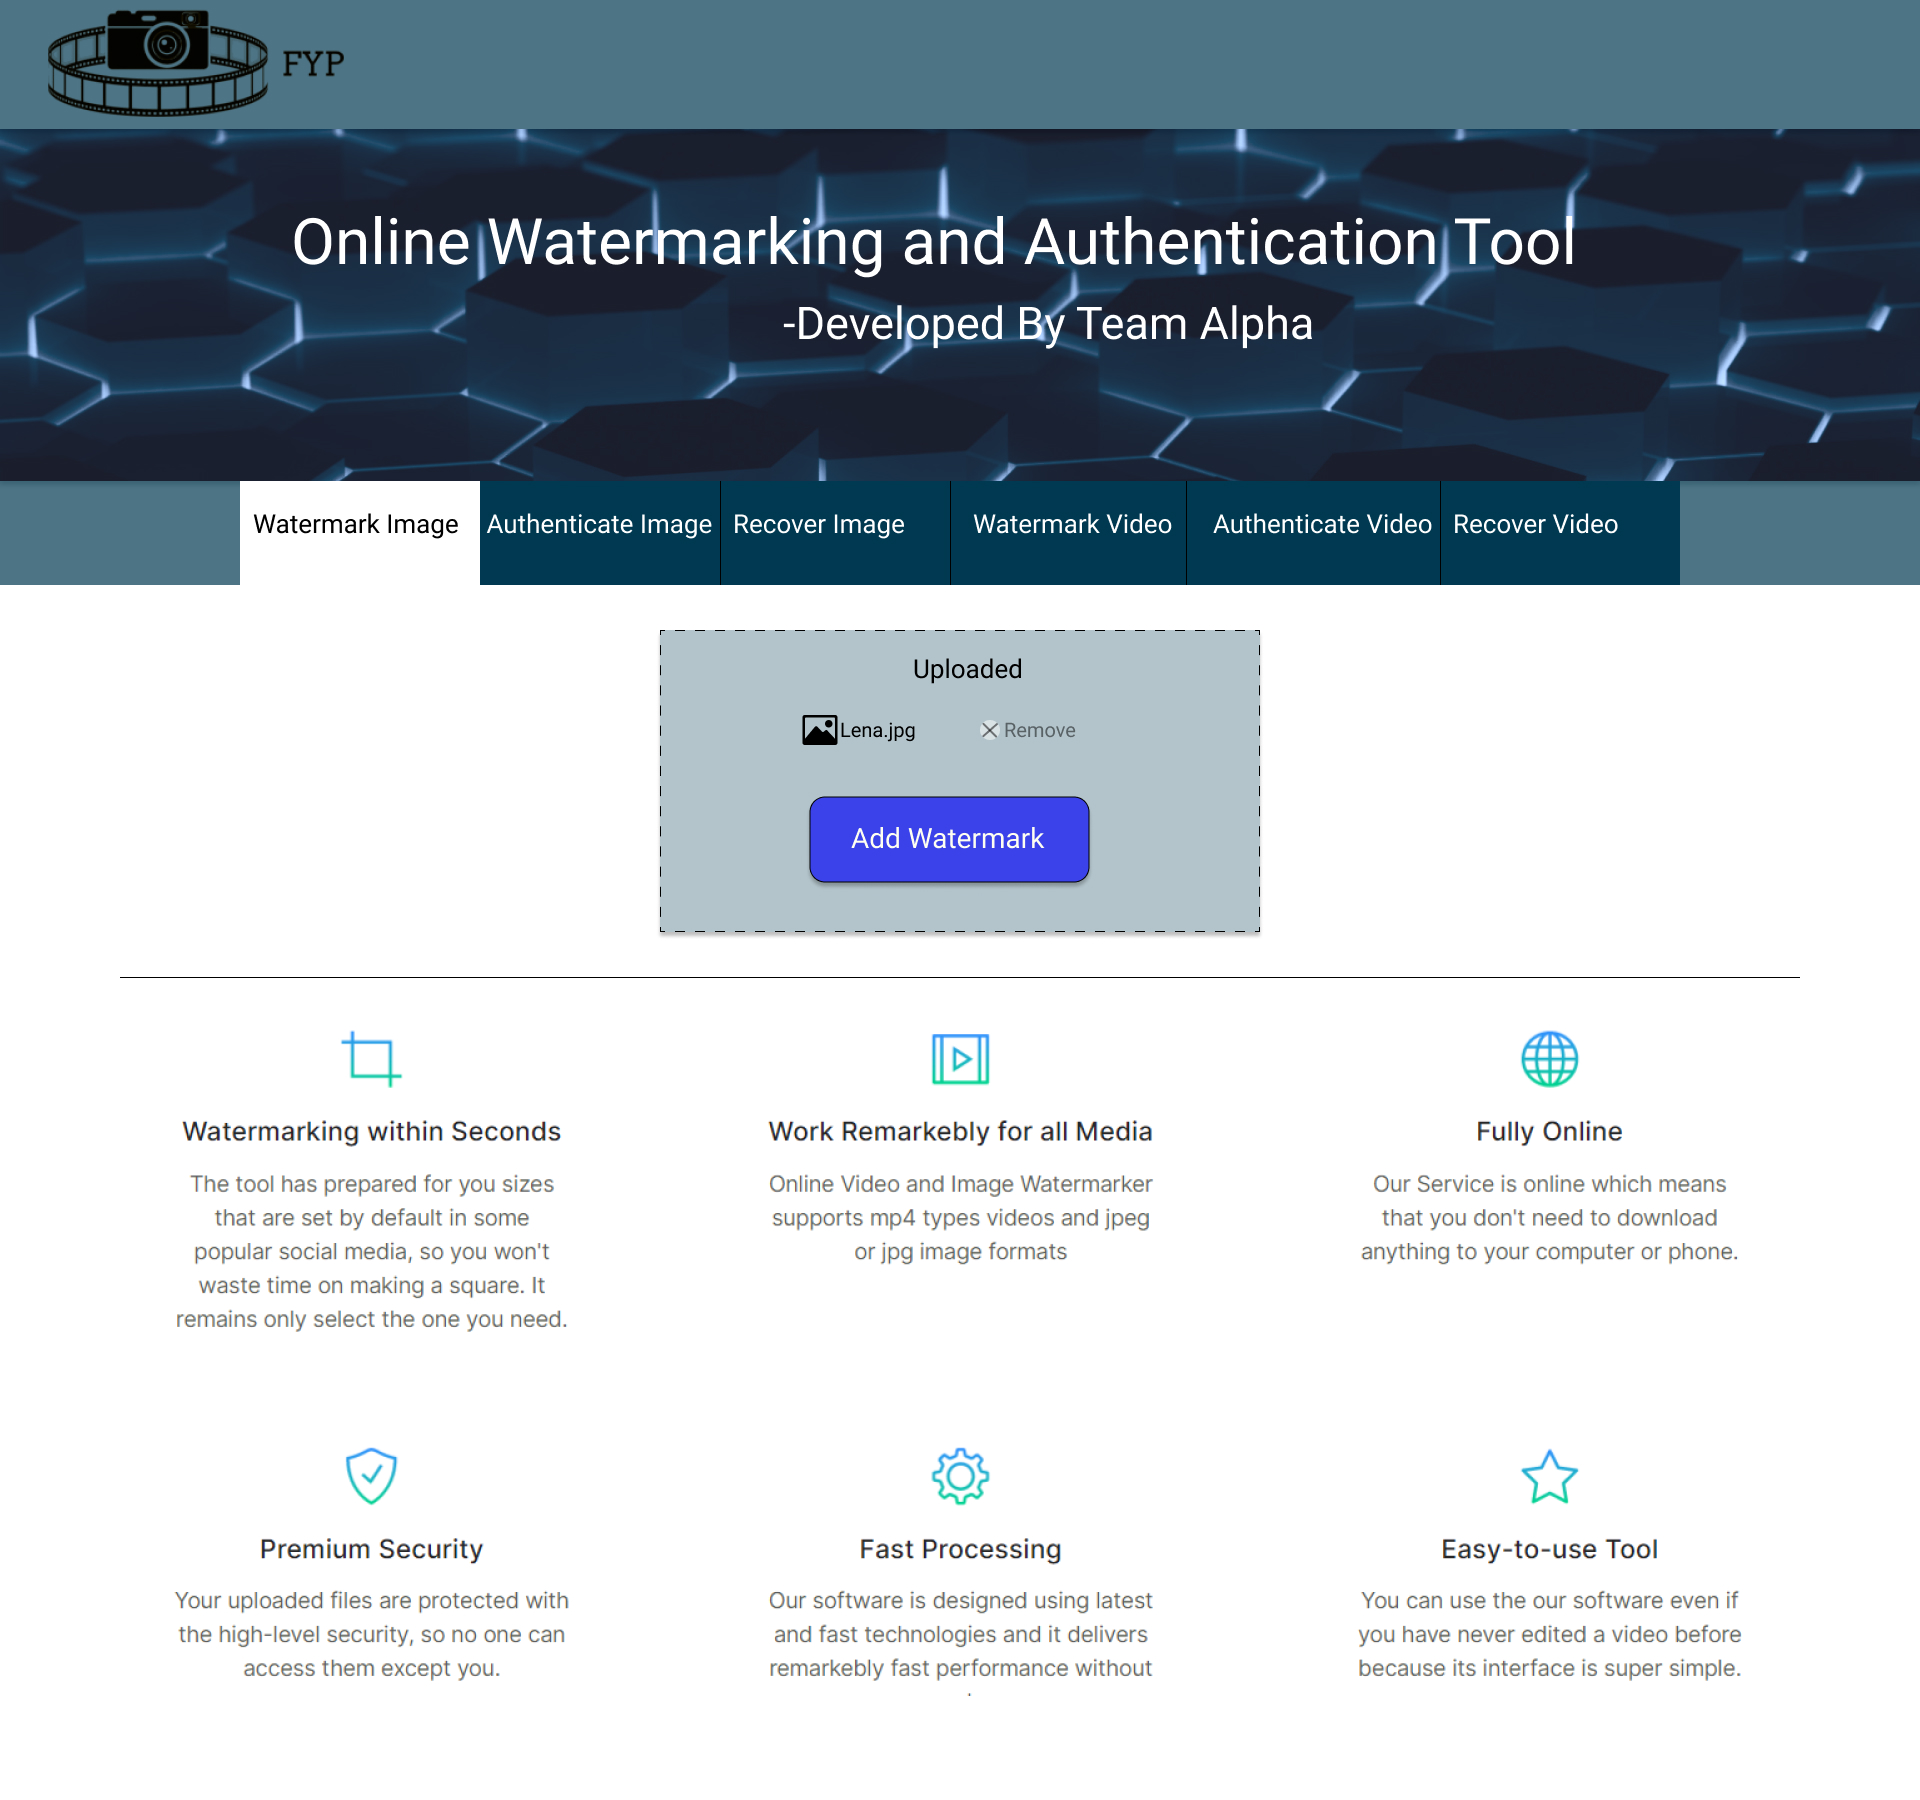 FYP
Online Watermarking and Authentication Tool
-Developed By Team Alpha
Watermark Image
Authenticate Image
Recover Image
Watermark Video
Authenticate Video
Recover Video
Uploaded
Lena.jpg
Remove
Add Watermark
Watermarking within Seconds
The tool has prepared for you sizes
that are set by default in some
popular social media, so you won't
waste time on making a square. It
remains only select the one you need.
Work Remarkebly for all Media
Online Video and Image Watermarker
supports mp4 types videos and jpeg
or jpg image formats
Fully Online
Our Service is online which means
that you don't need to download
anything to your computer or phone.
Premium Security
Your uploaded files are protected with
the high-level security, so no one can
access them except you.
Fast Processing
Our software is designed using latest
and fast technologies and it delivers
remarkebly fast performance without
Easy-to-use Tool
You can use the our software even if
you have never edited a video before
because its interface is super simple.